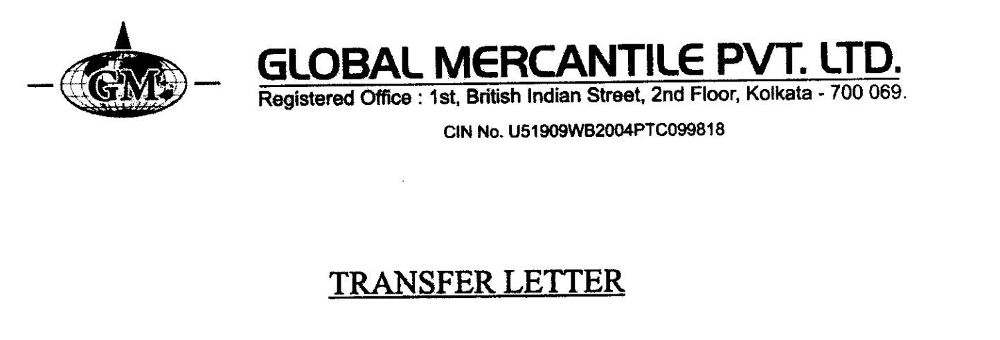 GM
GLOBAL MERCANTILE PVT. LTD.
Registered Office : 1st, British Indian Street, 2nd Floor, Kolkata - 700 069.
CIN No. U51909WB2004PTC099818
TRANSFER LETTER